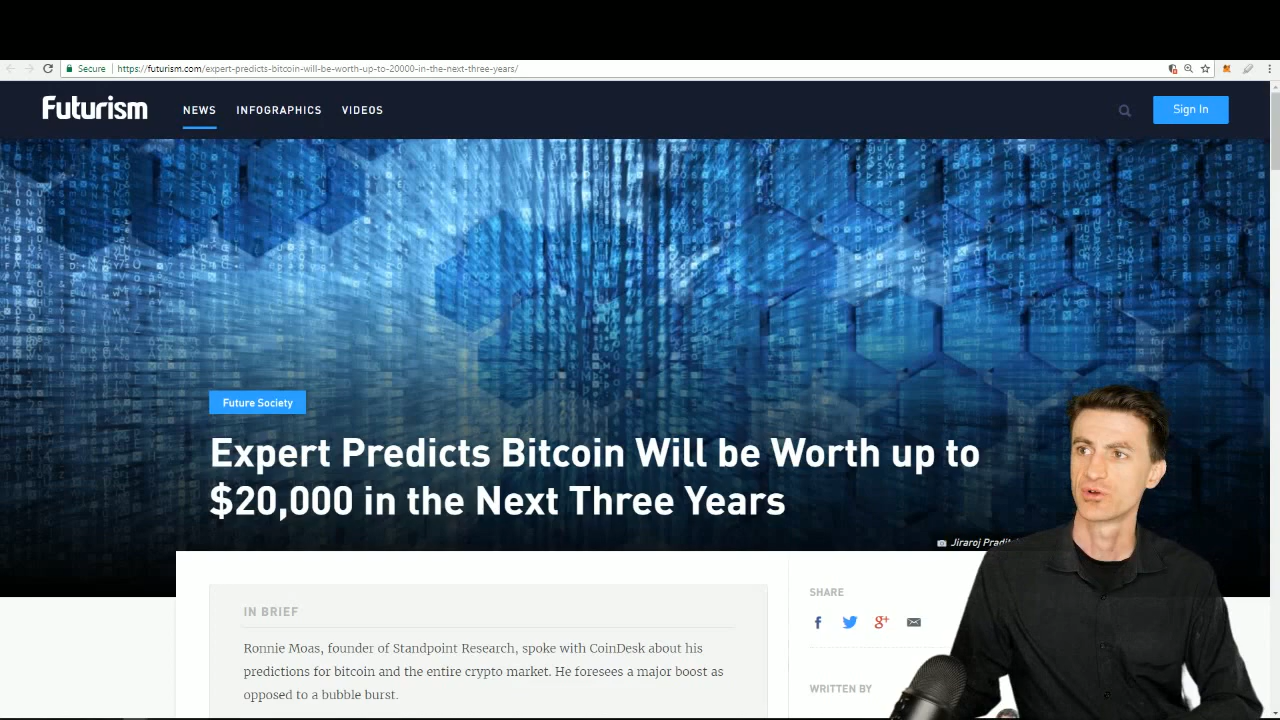 Secure https://futurism.com/expert-predicts-bitcoin-will-be-worth-up-to-20000-in-the-next-three-years/
Futurism NEWS INFOGRAPHICS VIDEOS Sign In
Future Society
Expert Predicts Bitcoin Will be Worth up to
$20,000 in the Next Three Years
Jiraroj
IN BRIEF
Ronnie Moas, founder of Standpoint Research, spoke with CoinDesk about his
predictions for bitcoin and the entire crypto market. He foresees a major boost as
opposed to a bubble burst.
SHARE
WRITTEN BY